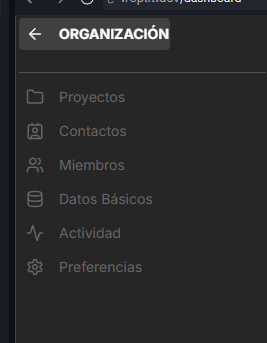 ORGANIZACIÓN
Proyectos
Contactos
Miembros
Datos Básicos
Actividad
Preferencias